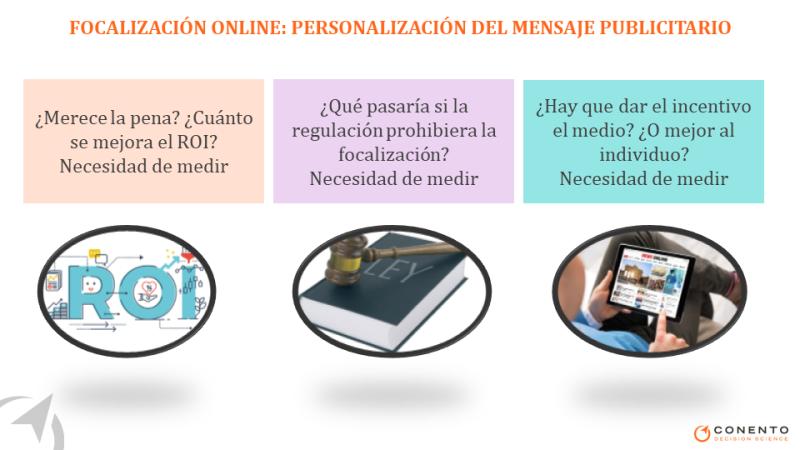 FOCALIZACIÓN ONLINE: PERSONALIZACIÓN DEL MENSAJE PUBLICITARIO
¿Merece la pena? ¿Cuánto
se mejora el ROI?
Necesidad de medir
¿Qué pasaría si la
regulación prohibiera la
focalización?
Necesidad de medir
¿Hay que dar el incentivo
el medio? ¿O mejor al
individuo?
Necesidad de medir
ROI
LEY
CONENTO
DECISION SCIENCE